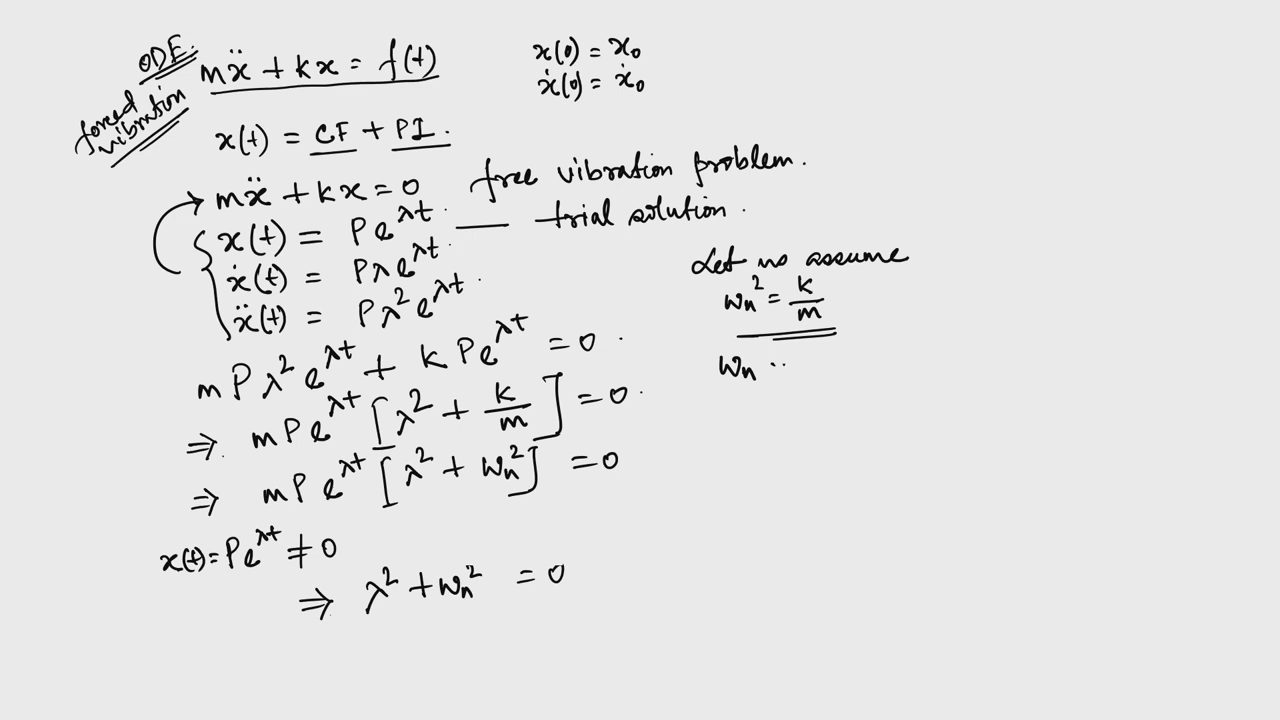 ODE.
forced vibration
mẍ + kx = f(t)
x(0) = x₀
ẋ(0) = ẋ₀
x(t) = CF + PI.
mẍ + kx = 0 free vibration problem.
x(t) = Pe^λt — trial solution.
ẋ(t) = Pλe^λt.
ẍ(t) = Pλ²e^λt.
Let us assume
ωn² = k/m
ωn ..
mPλ²e^λt + kPe^λt = 0.
⇒ mPe^λt [λ² + k/m] = 0.
⇒ mPe^λt [λ² + ωn²] = 0
x(t) = Pe^λt ≠ 0
⇒ λ² + ωn² = 0